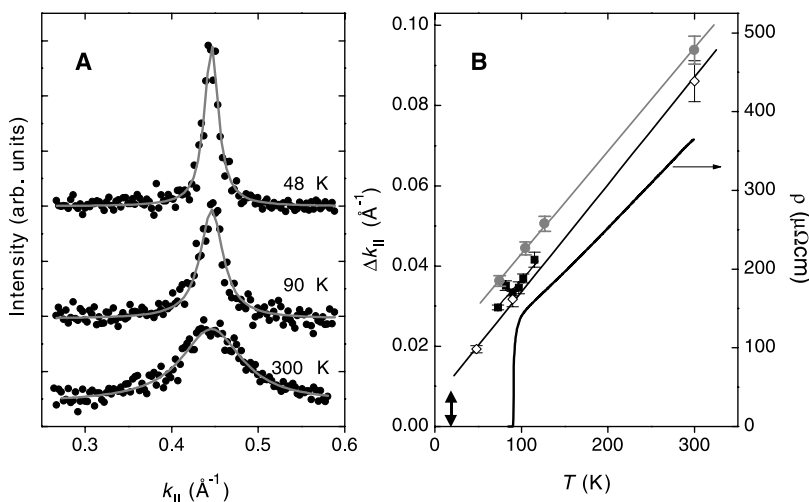 A
B
48 K
90 K
300 K
Intensity (arb. units)
0.3 0.4 0.5 0.6
k_II (Å⁻¹)
0.10
0.08
0.06
0.04
0.02
0.00
Δk_II (Å⁻¹)
0 100 200 300
T (K)
500
400
300
200
100
0
ρ (μΩcm)